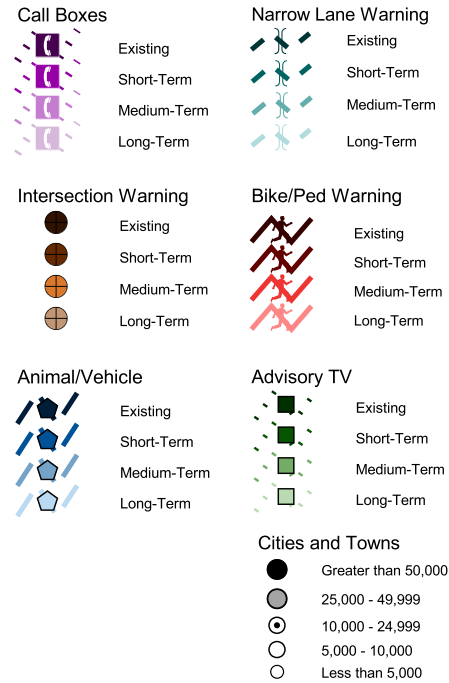 Call Boxes
Existing
Short-Term
Medium-Term
Long-Term
Narrow Lane Warning
Existing
Short-Term
Medium-Term
Long-Term
Intersection Warning
Existing
Short-Term
Medium-Term
Long-Term
Bike/Ped Warning
Existing
Short-Term
Medium-Term
Long-Term
Animal/Vehicle
Existing
Short-Term
Medium-Term
Long-Term
Advisory TV
Existing
Short-Term
Medium-Term
Long-Term
Cities and Towns
Greater than 50,000
25,000 - 49,999
10,000 - 24,999
5,000 - 10,000
Less than 5,000